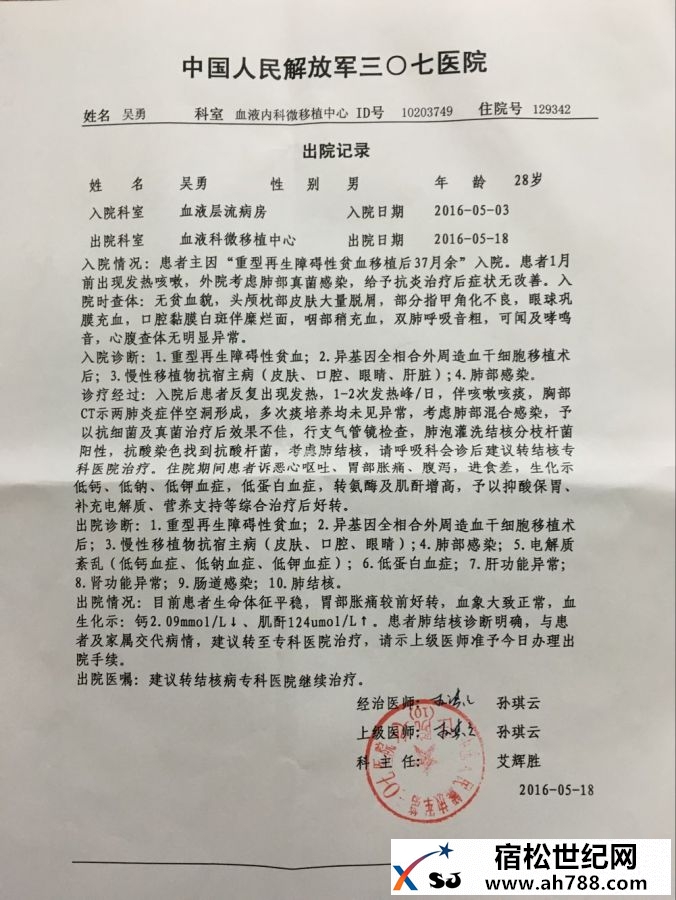 中国人民解放军三〇七医院
姓名 吴勇 科室 血液内科微移植中心 ID号 10203749 住院号 129342
出院记录
姓 名 吴勇 性 别 男 年 龄 28岁
入院科室 血液层流病房 入院日期 2016-05-03
出院科室 血液科微移植中心 出院日期 2016-05-18
入院情况：患者主因“重型再生障碍性贫血移植后37月余”入院。患者1月
前出现发热咳嗽，外院考虑肺部真菌感染，给予抗炎治疗后症状无改善。入
院时查体：无贫血貌，头颅枕部皮肤大量脱屑，部分指甲角化不良，眼球巩
膜充血，口腔黏膜白斑伴糜烂面，咽部稍充血，双肺呼吸音粗，可闻及哮鸣
音，心腹查体无明显异常。
入院诊断：1.重型再生障碍性贫血；2.异基因全相合外周造血干细胞移植术
后；3.慢性移植物抗宿主病（皮肤、口腔、眼睛、肝脏）；4.肺部感染。
诊疗经过：入院后患者反复出现发热，1-2次发热峰/日，伴咳嗽咳痰，胸部
CT示两肺炎症伴空洞形成，多次痰培养均未见异常，考虑肺部混合感染，予
以抗细菌及真菌治疗后效果不佳，行支气管镜检查，肺泡灌洗结核分枝杆菌
阳性，抗酸染色找到抗酸杆菌，考虑肺结核，请呼吸科会诊后建议转结核专
科医院治疗。住院期间患者诉恶心呕吐、胃部胀痛、腹泻，进食差，生化示
低钙、低钠、低钾血症，低蛋白血症，转氨酶及肌酐增高，予以抑酸保胃、
补充电解质、营养支持等综合治疗后好转。
出院诊断：1.重型再生障碍性贫血；2.异基因全相合外周造血干细胞移植术
后；3.慢性移植物抗宿主病（皮肤、口腔、眼睛）；4.肺部感染；5.电解质
紊乱（低钙血症、低钠血症、低钾血症）；6.低蛋白血症；7.肝功能异常；
8.肾功能异常；9.肠道感染；10.肺结核。
出院情况：目前患者生命体征平稳，胃部胀痛较前好转，血象大致正常，血
生化示：钙2.09mmol/L↓、肌酐124umol/L↑。患者肺结核诊断明确，与患
者及家属交代病情，建议转至专科医院治疗，请示上级医师准予今日办理出
院手续。
出院医嘱：建议转结核病专科医院继续治疗。
经治医师： 孙琪云
上级医师： 孙琪云
科 主 任： 艾辉胜
2016-05-18
(10)
XSJ
宿松世纪网
www.ah788.com